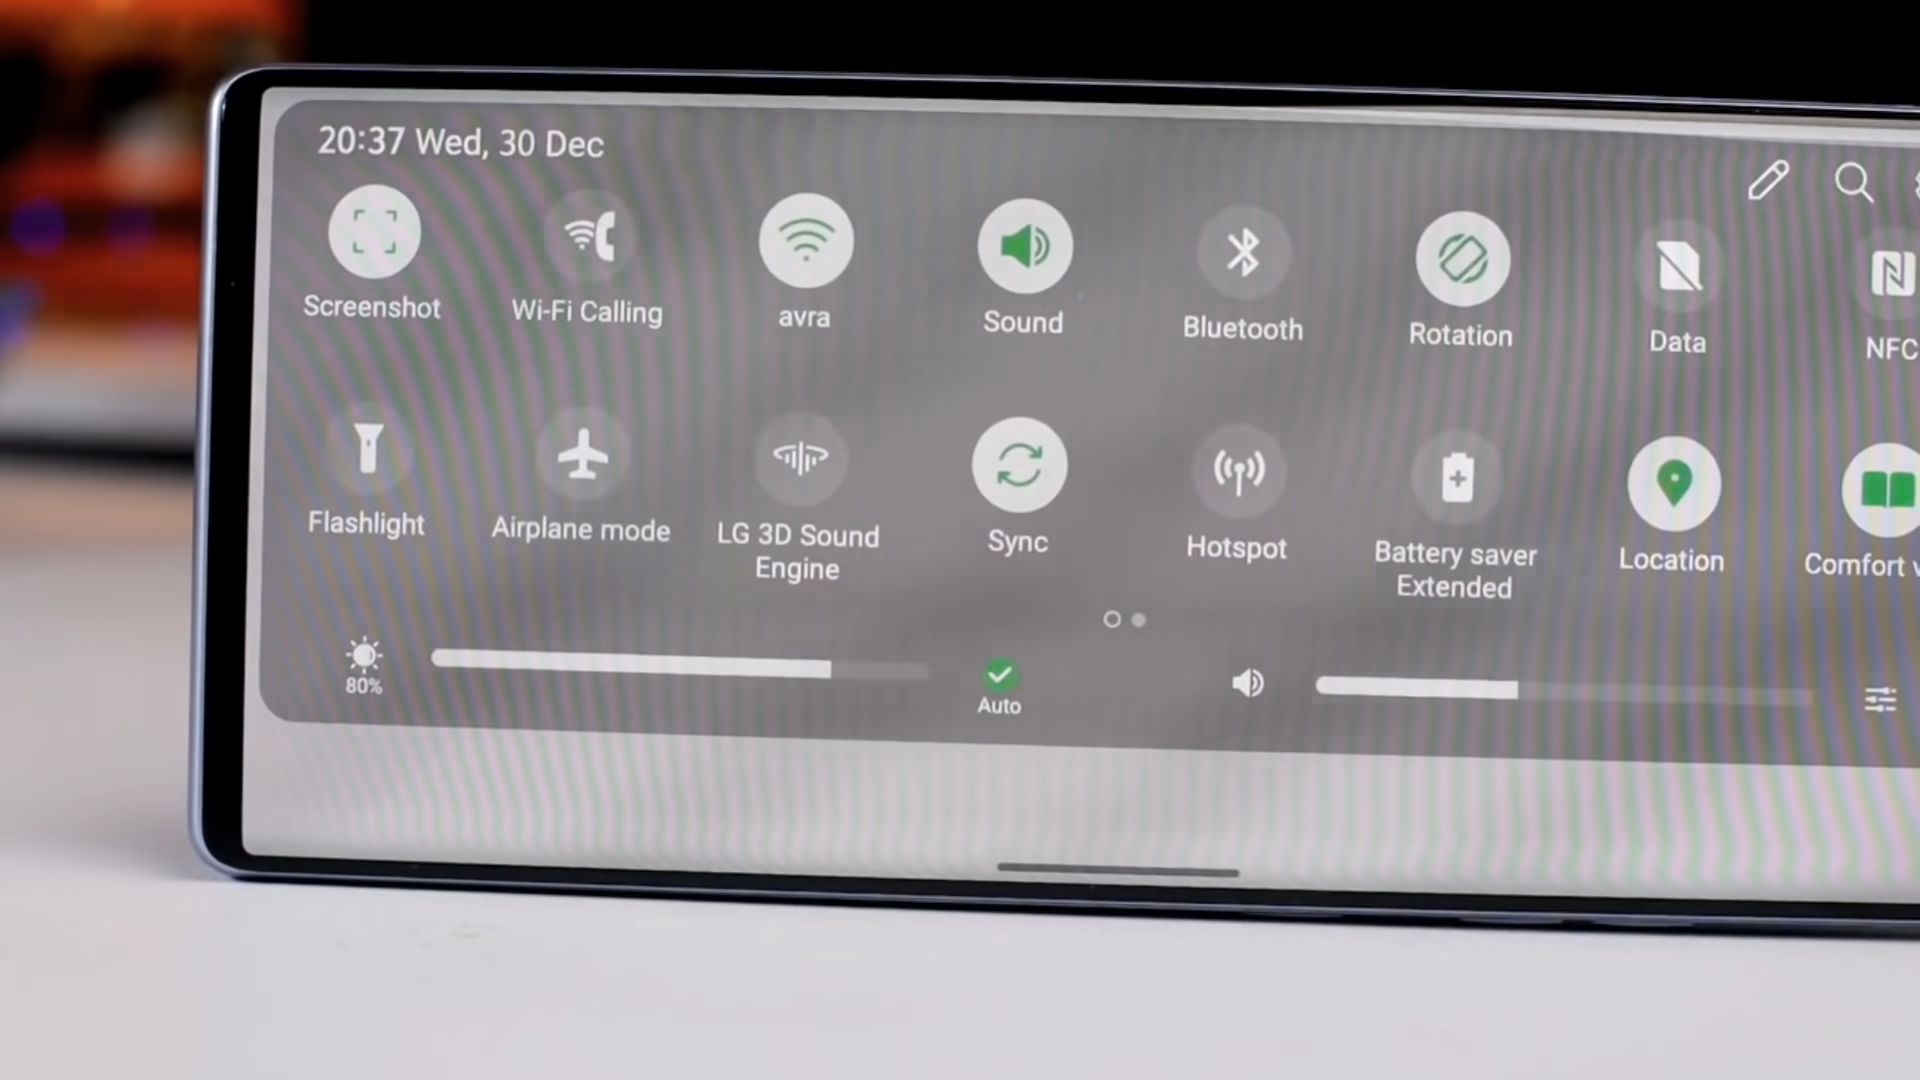 20:37 Wed, 30 Dec
Screenshot
Wi-Fi Calling
avra
Sound
Bluetooth
Rotation
Data
NFC
Flashlight
Airplane mode
LG 3D Sound
Engine
Sync
Hotspot
Battery saver
Extended
Location
Comfort v
80%
Auto